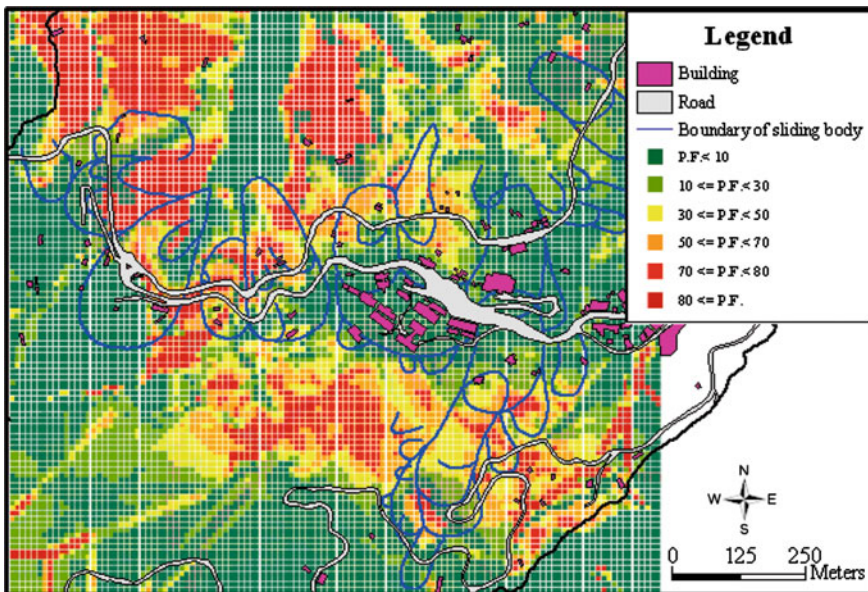 Legend
Building
Road
Boundary of sliding body
P.F.< 10
10 <= P.F.< 30
30 <= P.F.< 50
50 <= P.F.< 70
70 <= P.F.< 80
80 <= P.F.
N
W E
S
0 125 250
Meters